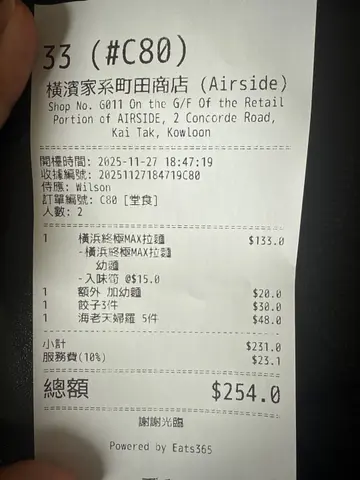 33 (#C80)
橫濱家系町田商店 (Airside)
Shop No. G011 On the G/F Of the Retail
Portion of AIRSIDE, 2 Concorde Road,
Kai Tak, Kowloon
開檯時間: 2025-11-27 18:47:19
收據編號: 20251127184719C80
侍應: Wilson
訂單編號: C80 [堂食]
人數: 2
1 橫浜終極MAX拉麵 $133.0
-橫浜終極MAX拉麵
幼麵
-入味筍 @$15.0
1 額外 加幼麵 $20.0
1 餃子3件 $30.0
1 海老天婦羅 5件 $48.0
小計 $231.0
服務費(10%) $23.1
總額 $254.0
謝謝光臨
Powered by Eats365